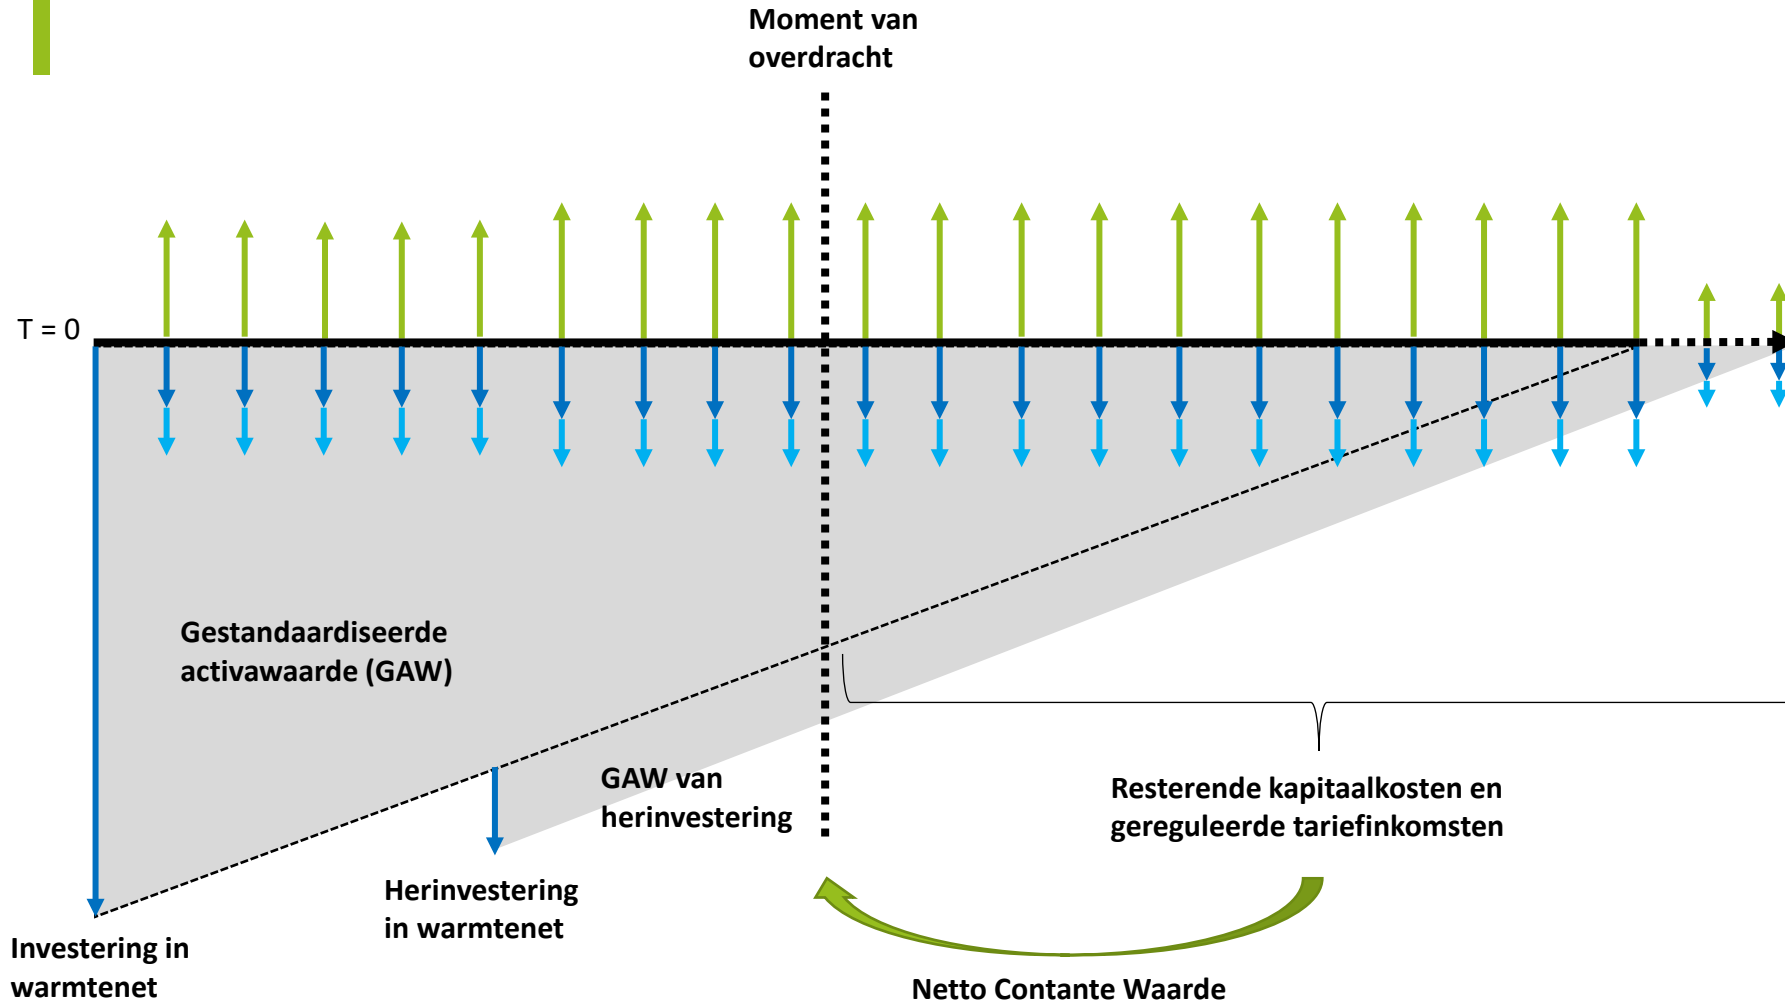 Moment van
overdracht
T = 0
Gestandaardiseerde
activawaarde (GAW)
GAW van
herinvestering
Resterende kapitaalkosten en
gereguleerde tariefinkomsten
Herinvestering
in warmtenet
Investering in
warmtenet
Netto Contante Waarde